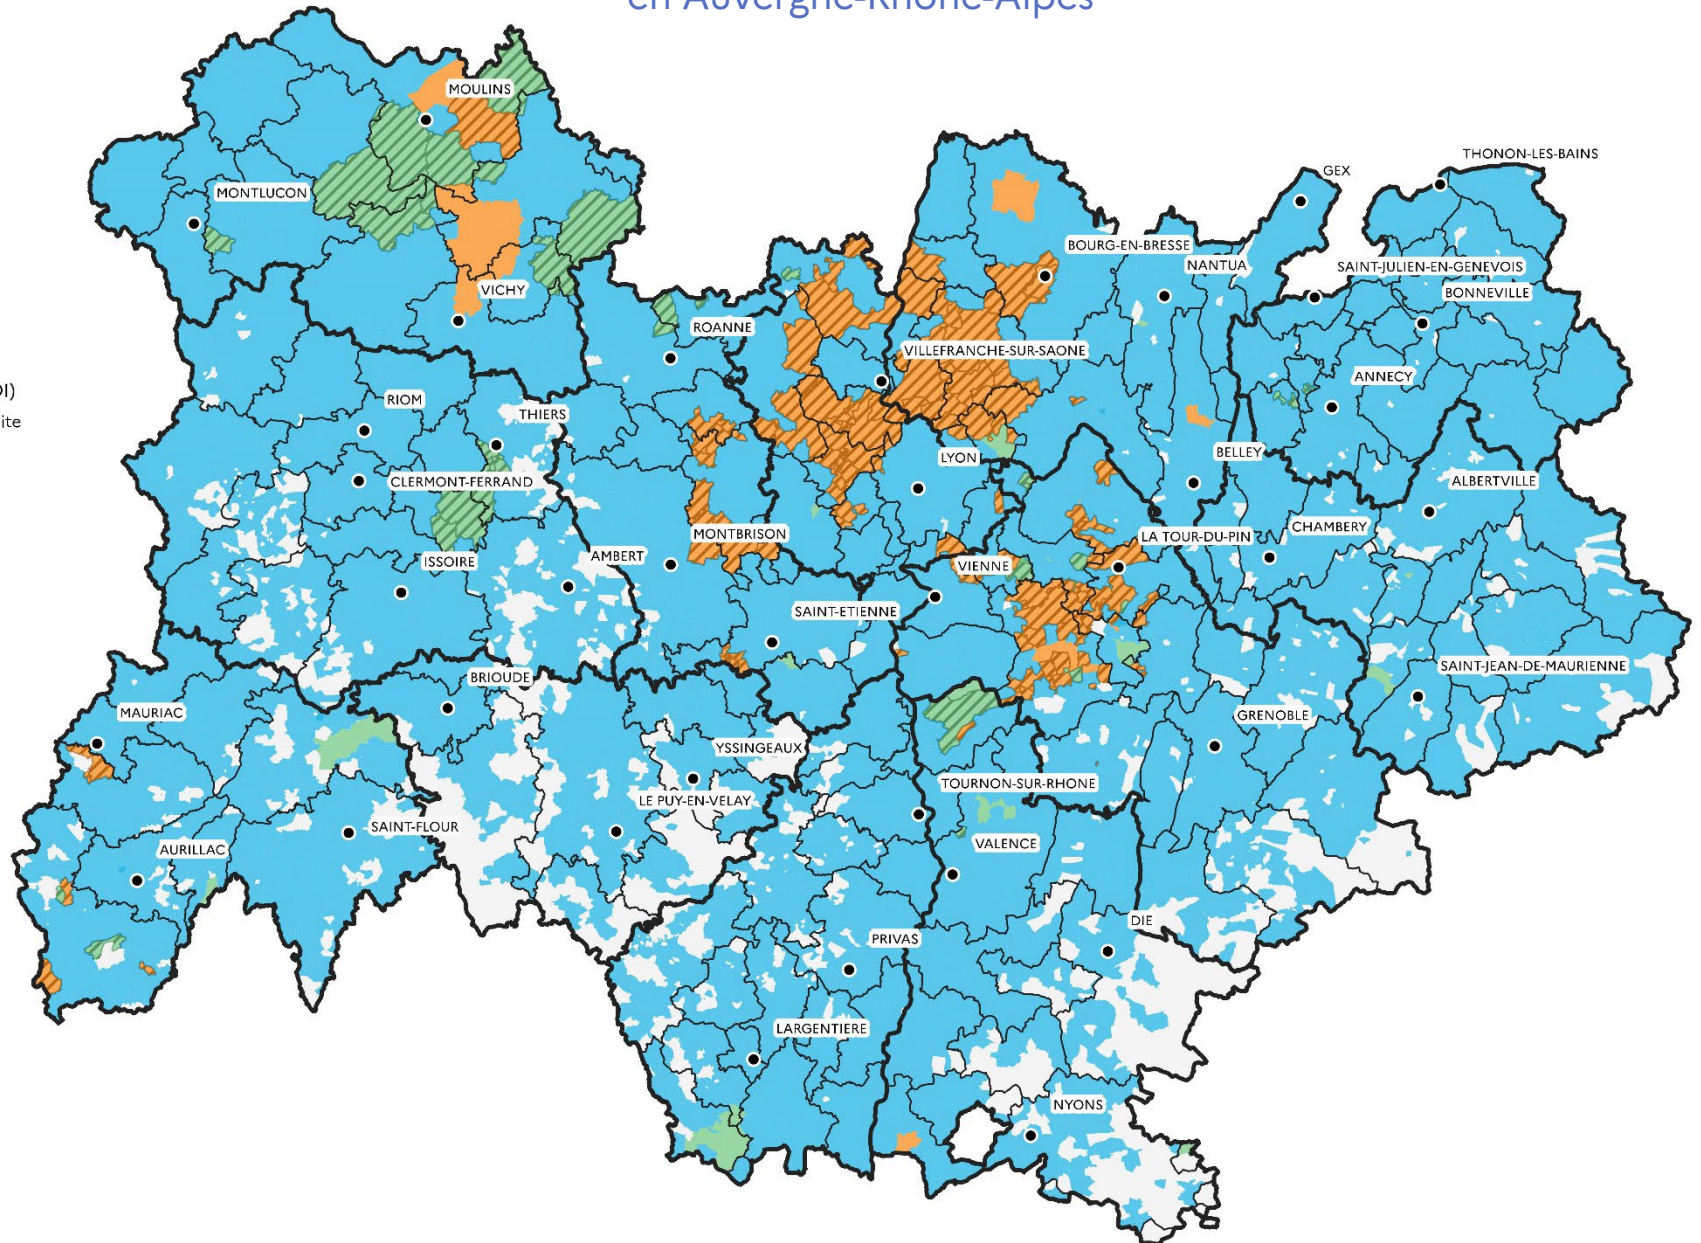 en Auvergne-Rhône-Alpes
MOULINS
THONON-LES-BAINS
GEX
MONTLUCON
BOURG-EN-BRESSE
NANTUA
SAINT-JULIEN-EN-GENEVOIS
VICHY
BONNEVILLE
ROANNE
VILLEFRANCHE-SUR-SAONE
ANNECY
RIOM
THIERS
BELLEY
LYON
CLERMONT-FERRAND
ALBERTVILLE
CHAMBERY
MONTBRISON
LA TOUR-DU-PIN
AMBERT
ISSOIRE
VIENNE
SAINT-ETIENNE
SAINT-JEAN-DE-MAURIENNE
BRIOUDE
MAURIAC
GRENOBLE
YSSINGEAUX
TOURNON-SUR-RHONE
LE PUY-EN-VELAY
SAINT-FLOUR
VALENCE
AURILLAC
DIE
PRIVAS
LARGENTIERE
NYONS